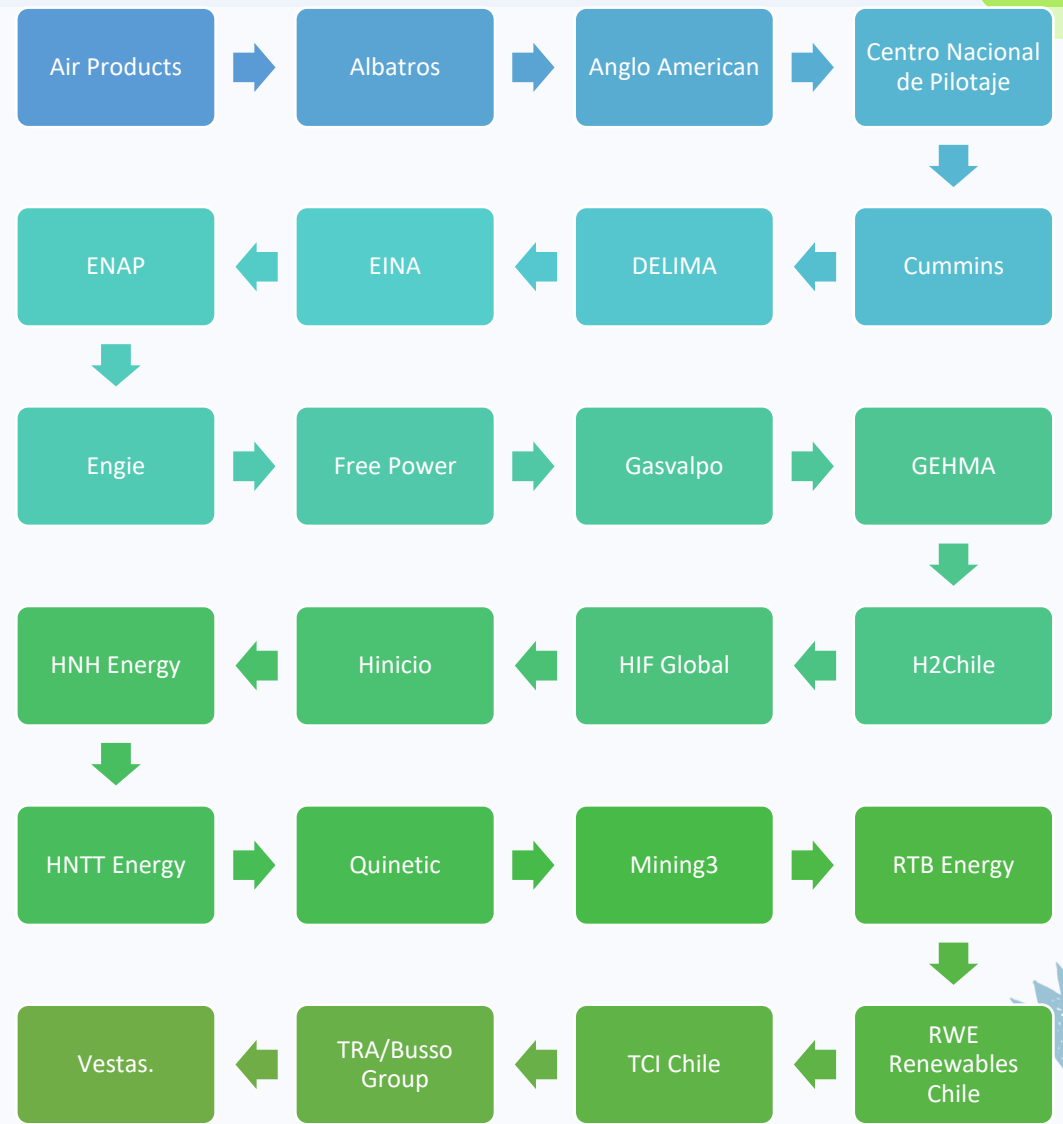 Air Products
Albatros
Anglo American
Centro Nacional
de Pilotaje
Cummins
DELIMA
EINA
ENAP
Engie
Free Power
Gasvalpo
GEHMA
H2Chile
HIF Global
Hinicio
HNH Energy
HNTT Energy
Quinetic
Mining3
RTB Energy
RWE
Renewables
Chile
TCI Chile
TRA/Busso
Group
Vestas.